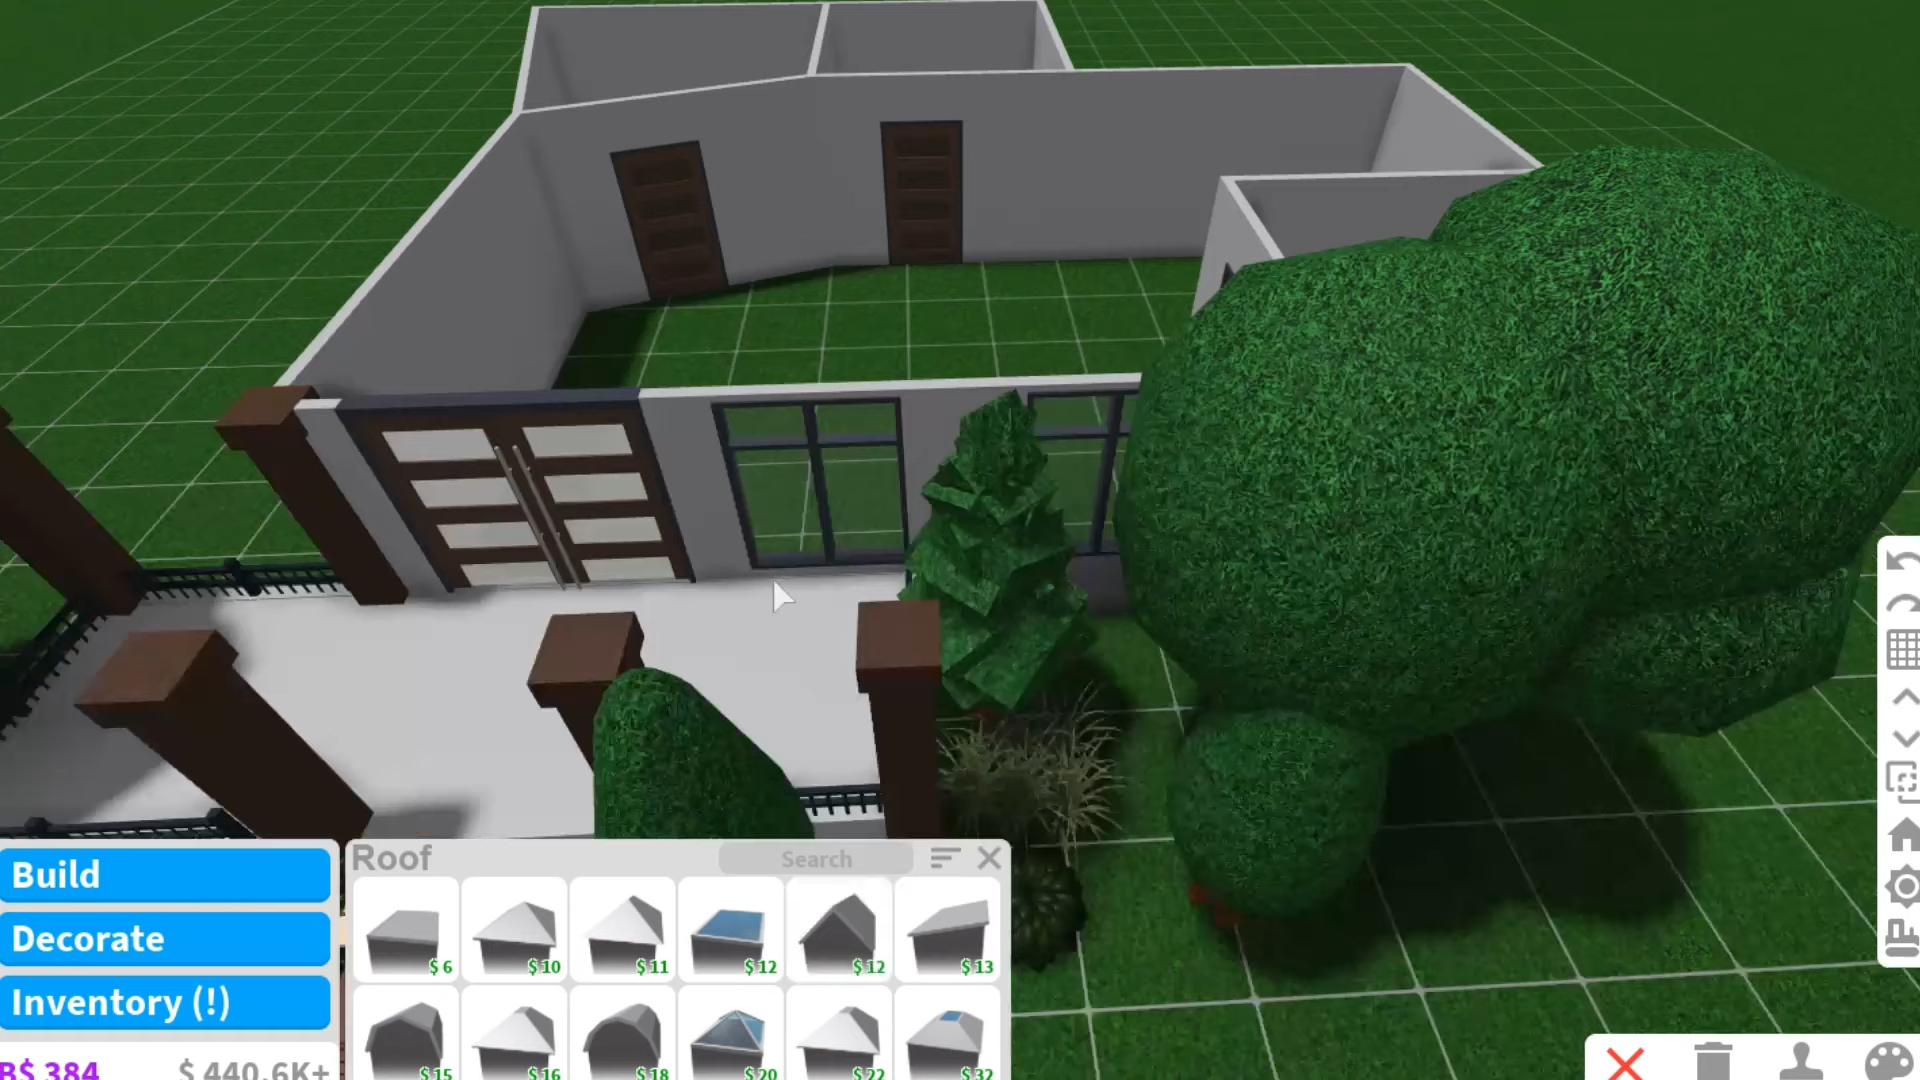 Build
Decorate
Inventory (!)
B$ 384
$ 440.6K+
Roof
Search
$ 6
$ 10
$ 11
$ 12
$ 12
$ 13
$ 15
$ 16
$ 18
$ 20
$ 22
$ 32